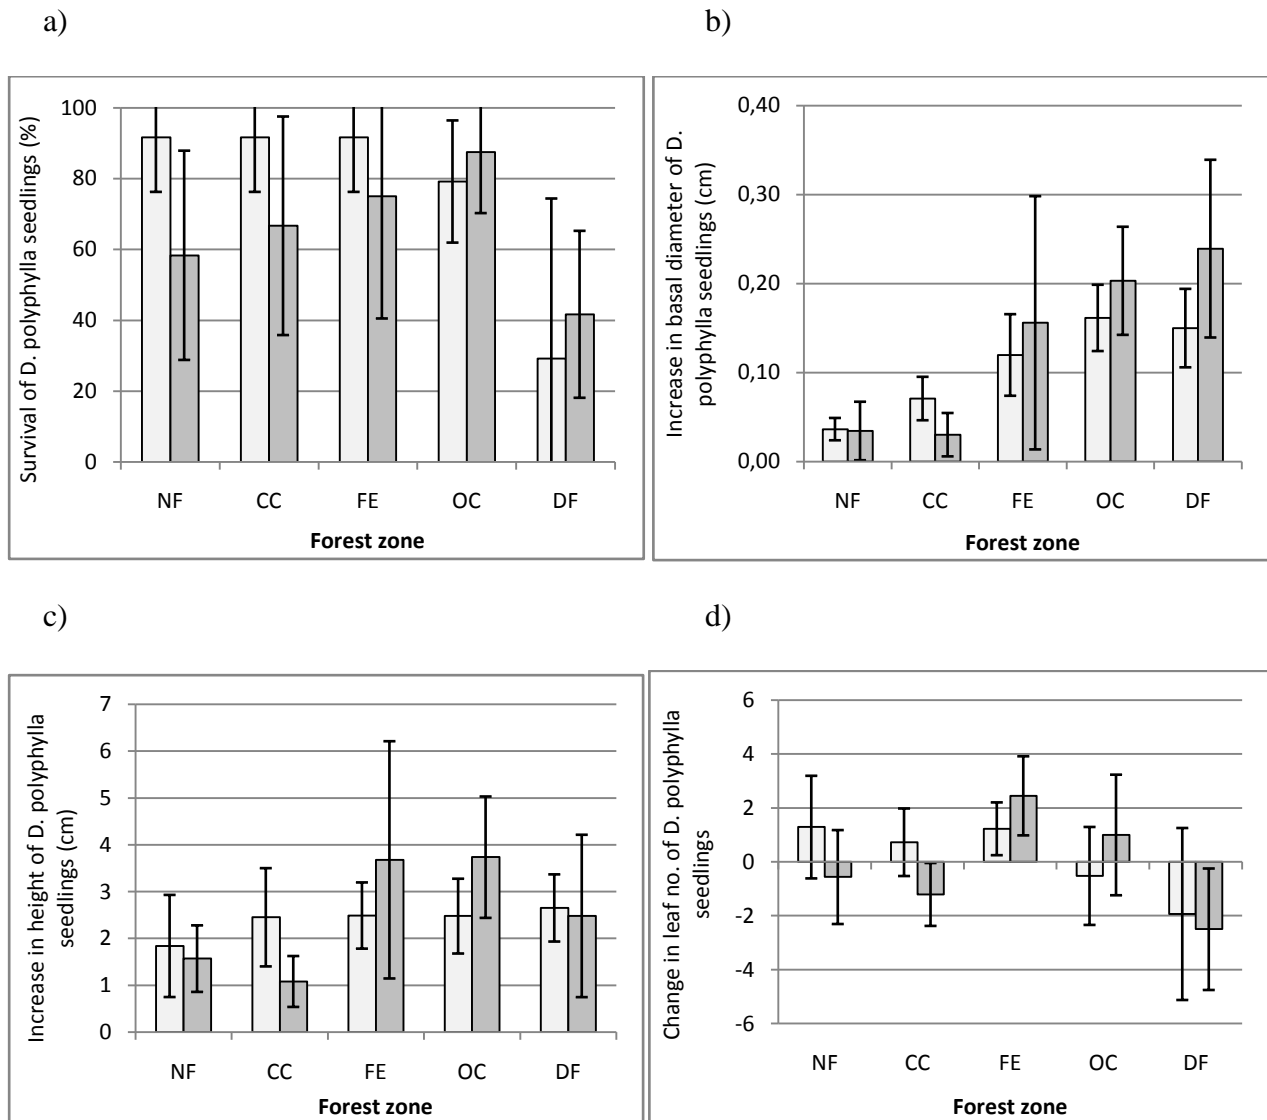 a)
b)
Survival of D. polyphylla seedlings (%)
100
80
60
40
20
0
NF CC FE OC DF
Forest zone
Increase in basal diameter of D.
polyphylla seedlings (cm)
0,40
0,30
0,20
0,10
0,00
NF CC FE OC DF
Forest zone
c)
d)
Increase in height of D. polyphylla
seedlings (cm)
7
6
5
4
3
2
1
0
NF CC FE OC DF
Forest zone
Change in leaf no. of D. polyphylla
seedlings
6
4
2
0
-2
-4
-6
NF CC FE OC DF
Forest zone